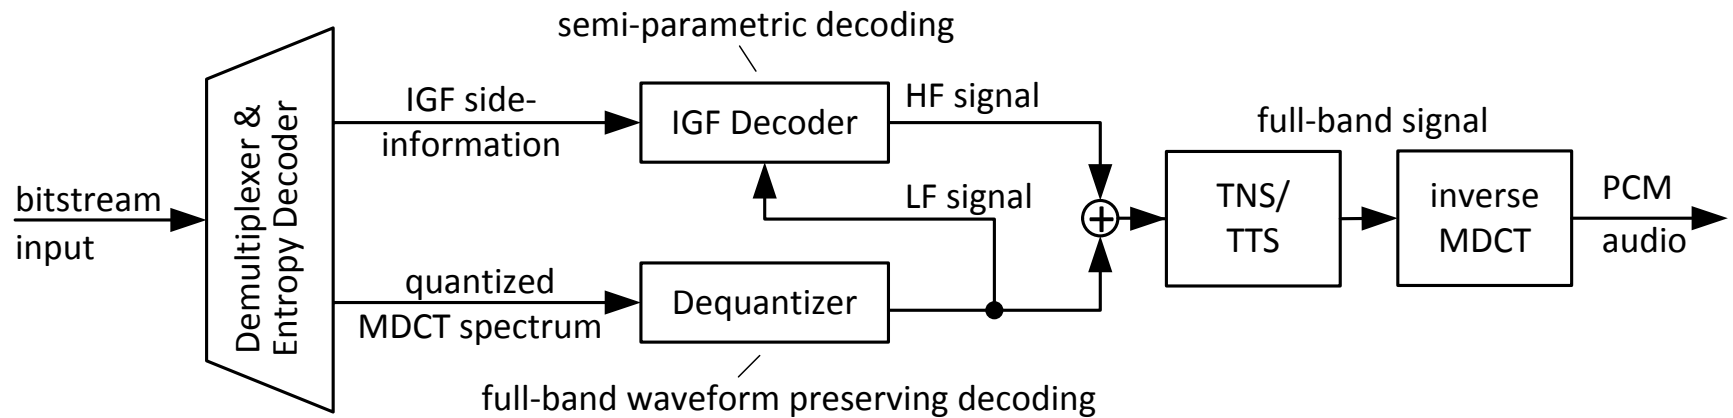 semi-parametric decoding
bitstream
input
Demultiplexer &
Entropy Decoder
IGF side-
information
IGF Decoder
HF signal
LF signal
quantized
MDCT spectrum
Dequantizer
full-band waveform preserving decoding
+
full-band signal
TNS/
TTS
inverse
MDCT
PCM
audio